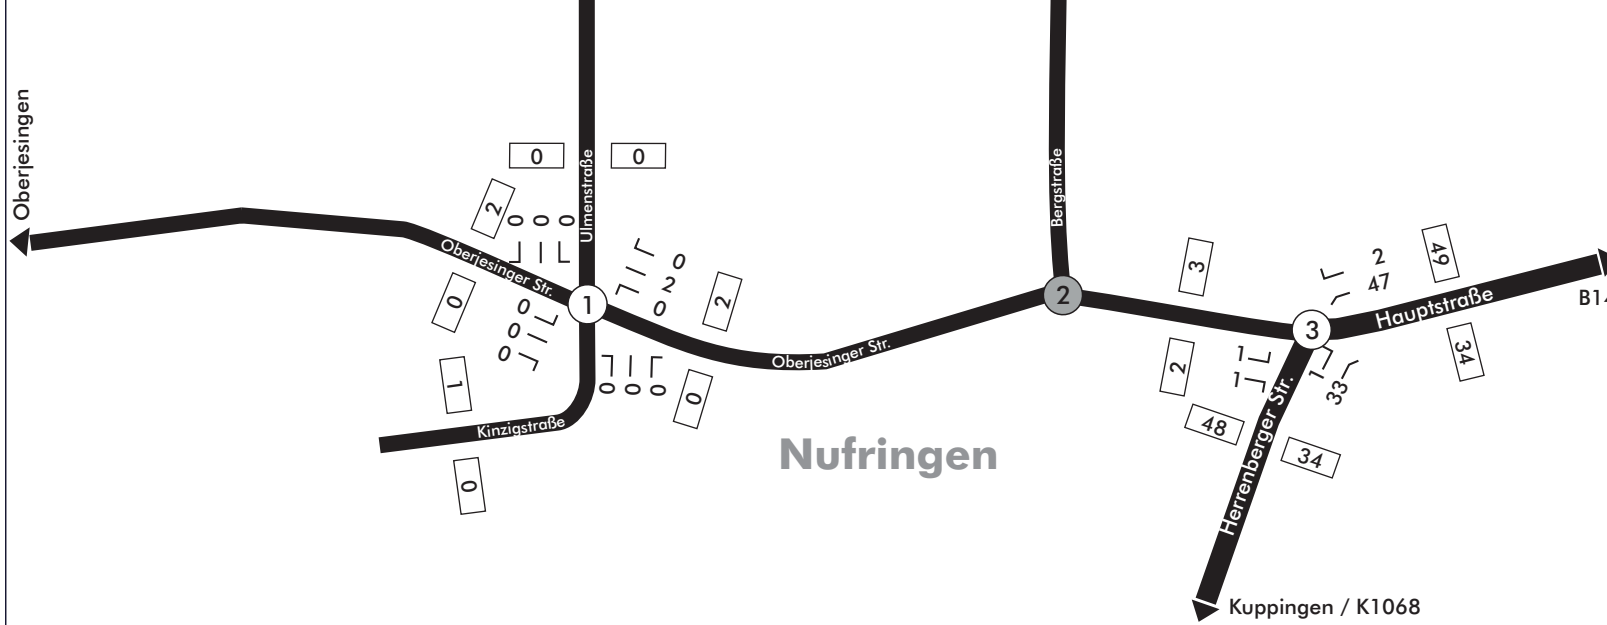 Oberjesingen
0
0
2
0 0 0
Ulmenstraße
Oberjesinger Str.
0
0
0
0
1
0
2
0
2
0 0 0
0
1
Kinzigstraße
0
Oberjesinger Str.
Bergstraße
2
3
2
3
2
47
49
Hauptstraße
B14
34
1
1
1
33
48
34
Herrenberger Str.
Nufringen
Kuppingen / K1068